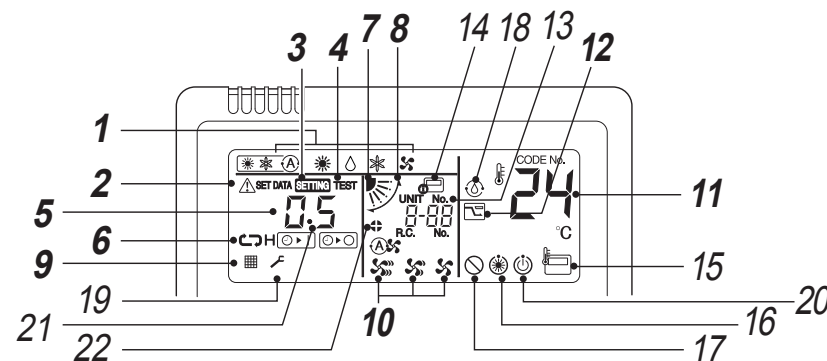 3 4 7 8 14 18 13 12
1
2
5
6
9
19
21
22
10
11
15
20
16
17
CODE No.
A
SET DATA SETTING TEST
UNIT No.
24
0.5
8-88
R.C. No.
°C
H
A